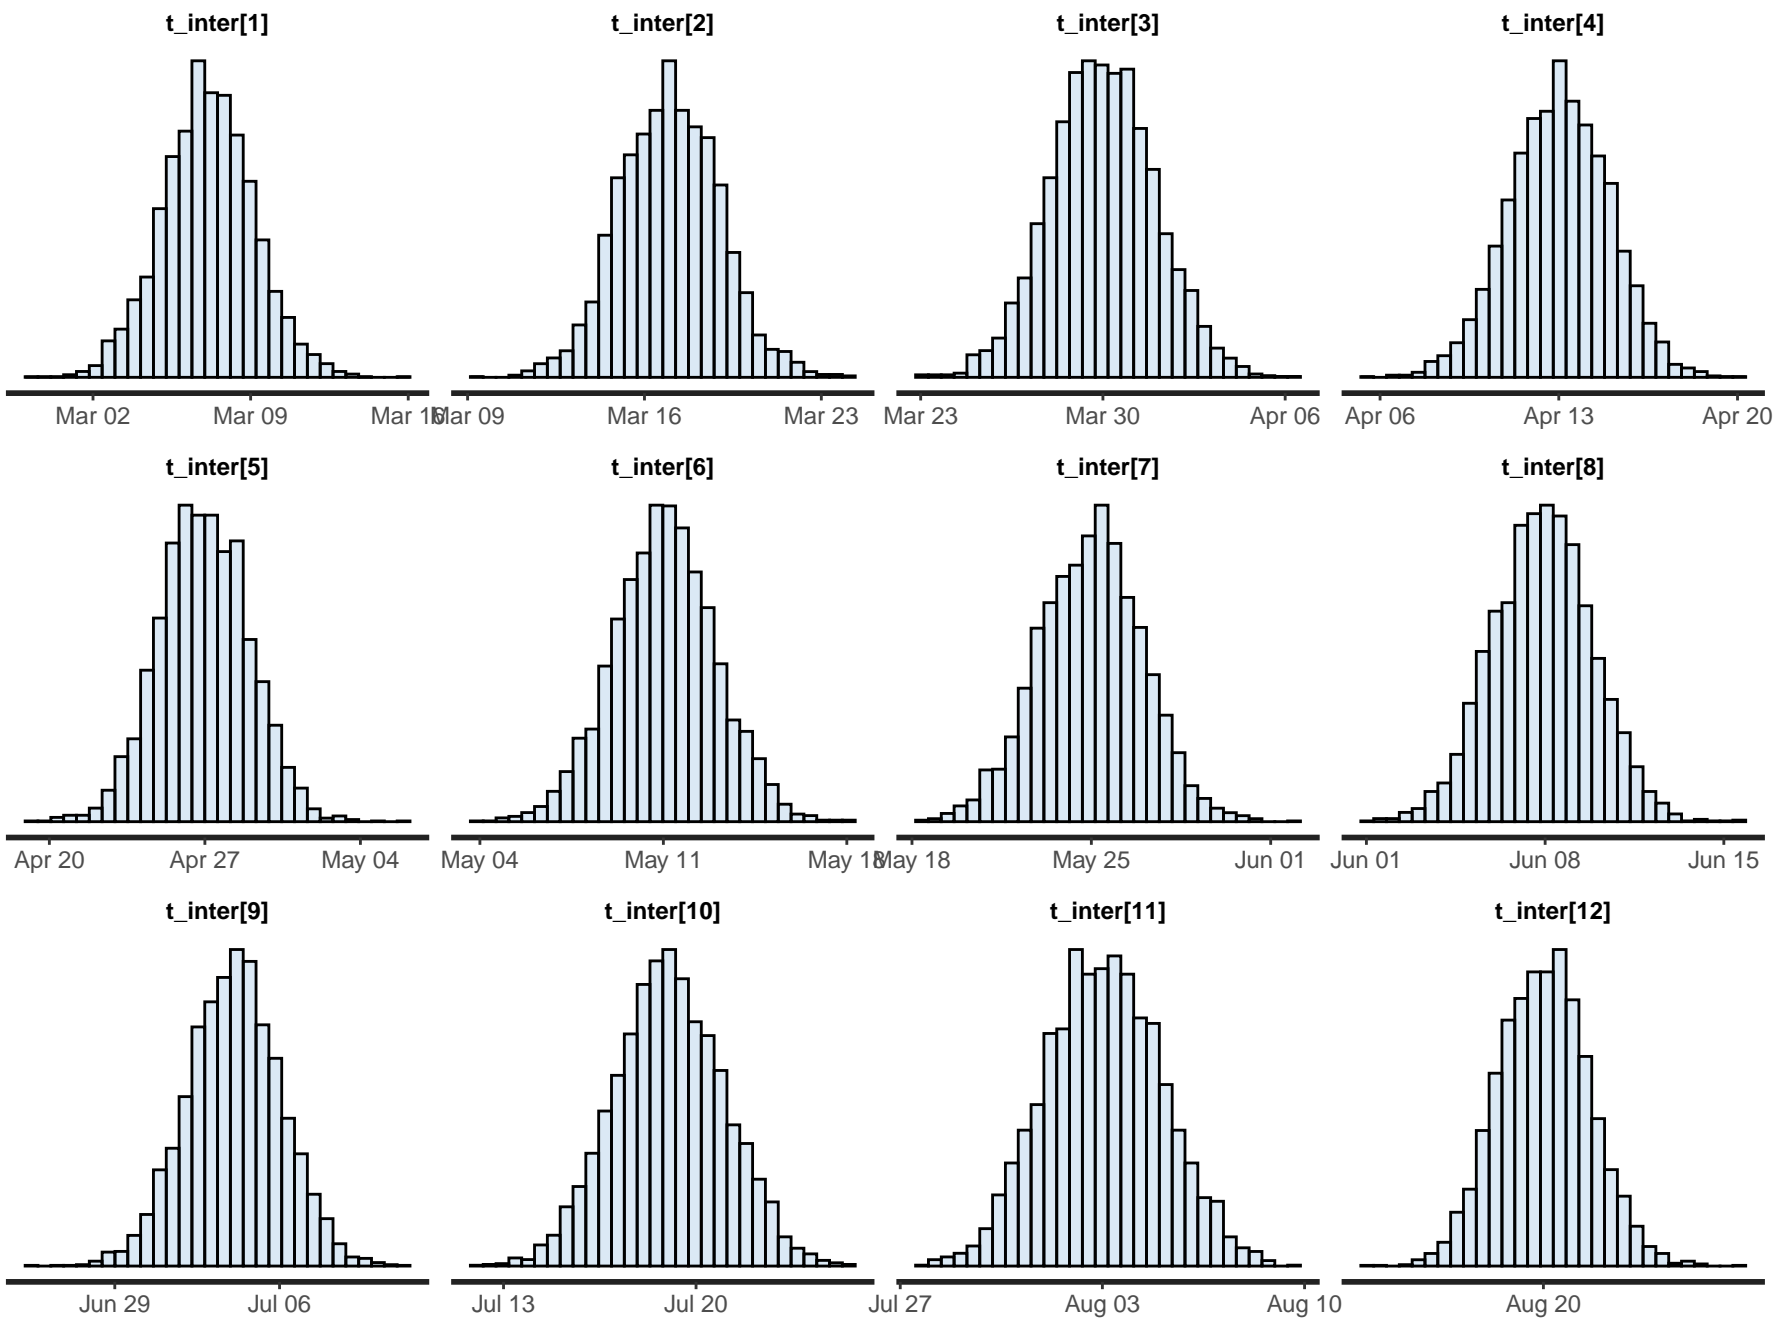 t_inter[1] t_inter[2] t_inter[3] t_inter[4]
Mar 02 Mar 09 Mar 16 Mar 09 Mar 16 Mar 23 Mar 23 Mar 30 Apr 06 Apr 06 Apr 13 Apr 20
t_inter[5] t_inter[6] t_inter[7] t_inter[8]
Apr 20 Apr 27 May 04 May 04 May 11 May 18 May 18 May 25 Jun 01 Jun 01 Jun 08 Jun 15
t_inter[9] t_inter[10] t_inter[11] t_inter[12]
Jun 29 Jul 06 Jul 13 Jul 20 Jul 27 Aug 03 Aug 10 Aug 20